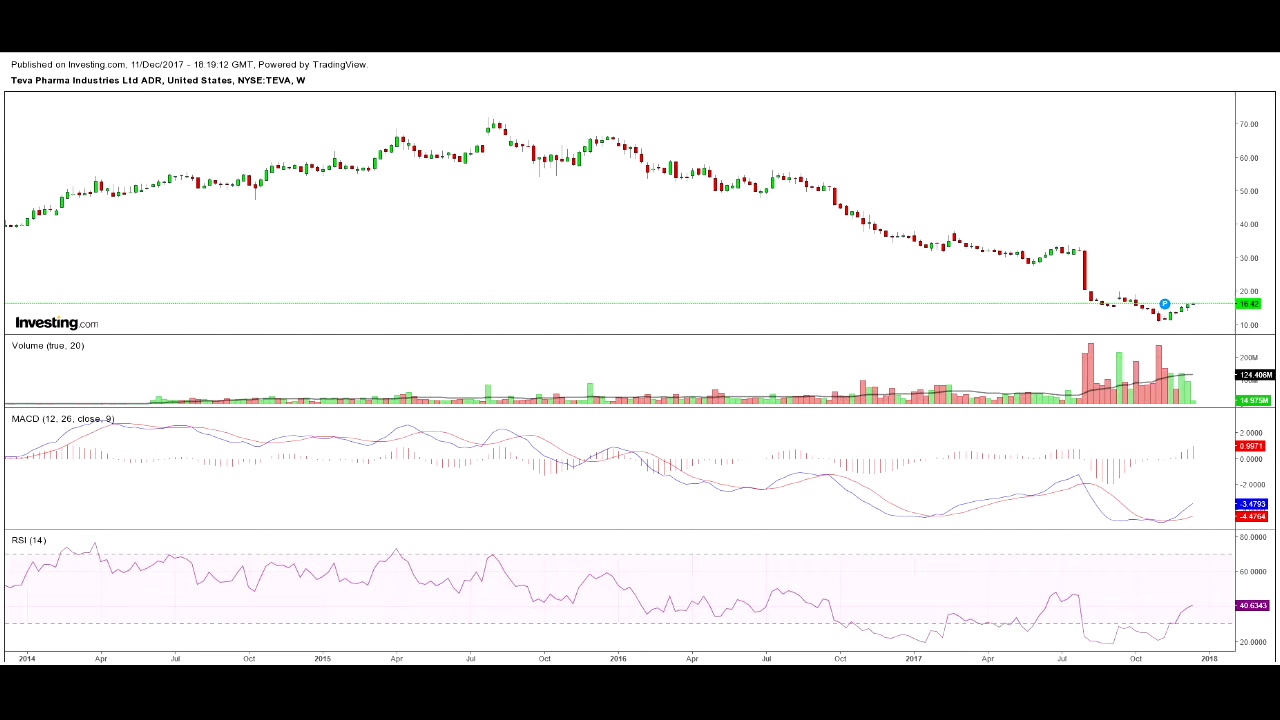 Published on Investing.com, 11/Dec/2017 - 18:19:12 GMT, Powered by TradingView.
Teva Pharma Industries Ltd ADR, United States, NYSE:TEVA, W
70.00
60.00
50.00
40.00
30.00
20.00
P
16.42
Investing.com
10.00
Volume (true, 20)
200M
124.406M
14.975M
MACD (12, 26, close, 9)
2.0000
0.9971
0.0000
-2.0000
-3.4793
-4.4764
RSI (14)
80.0000
60.0000
40.6343
20.0000
2014 Apr Jul Oct 2015 Apr Jul Oct 2016 Apr Jul Oct 2017 Apr Jul Oct 2018